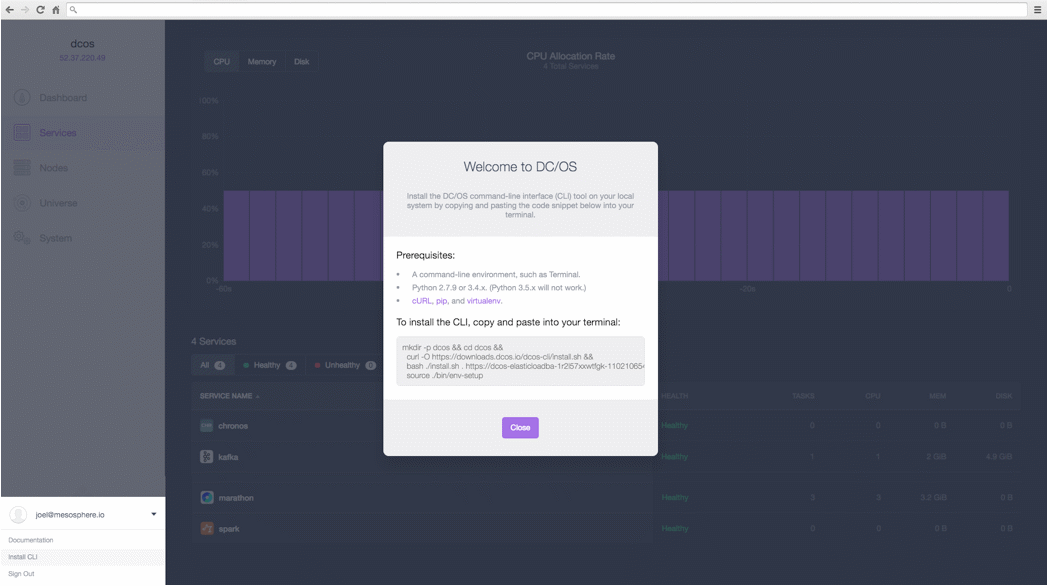 dcos
52.37.220.49
Dashboard
Services
Nodes
Universe
System
joel@mesosphere.io
Documentation
Install CLI
Sign Out
CPU Memory Disk
CPU Allocation Rate
4 Total Services
100%
80%
60%
40%
20%
0%
-60s -20s 0
4 Services
All 4 Healthy 4 Unhealthy 0
SERVICE NAME HEALTH TASKS CPU MEM DISK
chronos Healthy 0 0 0 B 0 B
kafka Healthy 1 1 2 GiB 4.9 GiB
marathon Healthy 3 3 3.2 GiB 0 B
spark Healthy 0 0 0 B 0 B
Welcome to DC/OS
Install the DC/OS command-line interface (CLI) tool on your local
system by copying and pasting the code snippet below into your
terminal.
Prerequisites:
A command-line environment, such as Terminal.
Python 2.7.9 or 3.4.x. (Python 3.5.x will not work.)
cURL, pip, and virtualenv.
To install the CLI, copy and paste into your terminal:
mkdir -p dcos && cd dcos &&
curl -O https://downloads.dcos.io/dcos-cli/install.sh &&
bash ./install.sh . https://dcos-elasticloadba-1r2l57xxwtfgk-110210654
source ./bin/env-setup
Close